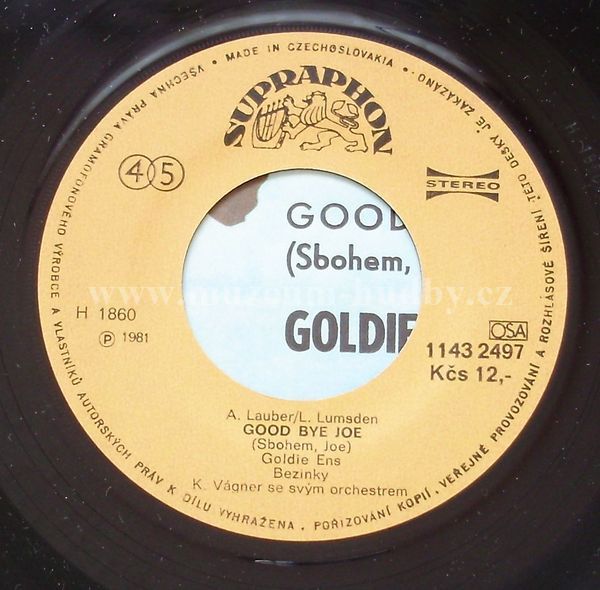 VŠECHNA PRÁVA GRAMOFONOVÉHO VÝROBCE A VLASTNÍKŮ AUTORSKÝCH PRÁV K DÍLU VYHRAŽENA. POŘIZOVÁNÍ KOPIÍ, VEŘEJNÉ PROVOZOVÁNÍ A ROZHLASOVÉ ŠÍŘENÍ TÉTO DESKY JE ZAKÁZÁNO • MADE IN CZECHOSLOVAKIA •
SUPRAPHON
45
STEREO
GOOD
(Sbohem,
GOLDIE
www.muzeum-hudby.cz
H 1860
Ⓟ 1981
OSA
1143 2497
Kčs 12,-
A. Lauber/L. Lumsden
GOOD BYE JOE
(Sbohem, Joe)
Goldie Ens
Bezinky
K. Vágner se svým orchestrem